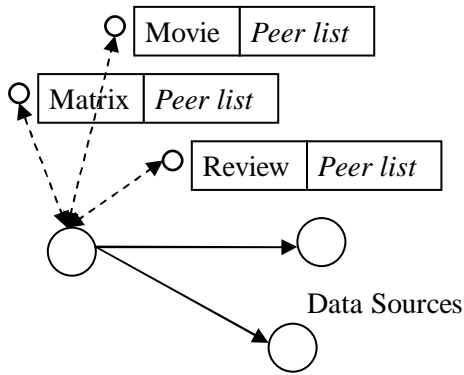 Movie Peer list
Matrix Peer list
Review Peer list
Data Sources